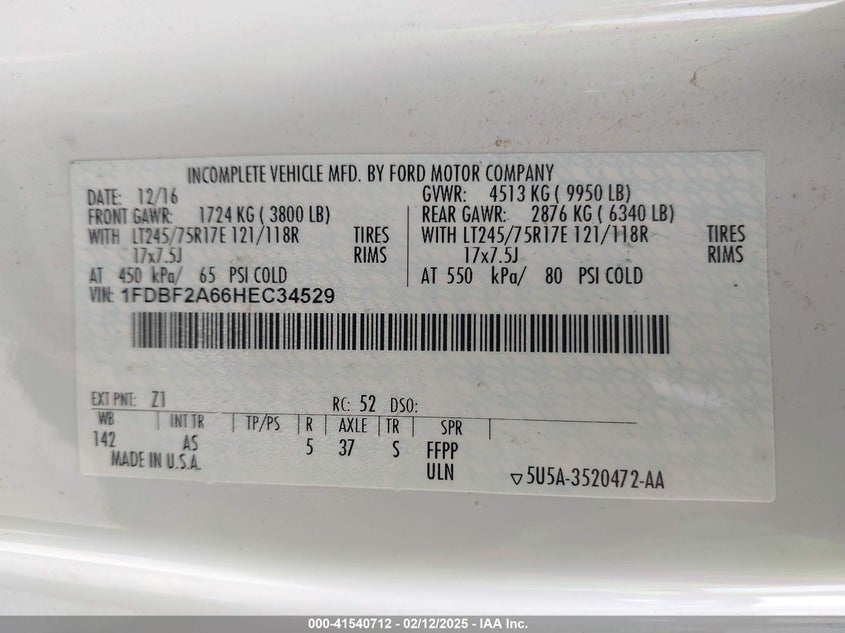 INCOMPLETE VEHICLE MFD. BY FORD MOTOR COMPANY
DATE: 12/16 GVWR: 4513 KG ( 9950 LB)
FRONT GAWR: 1724 KG ( 3800 LB) REAR GAWR: 2876 KG ( 6340 LB)
WITH LT245/75R17E 121/118R TIRES WITH LT245/75R17E 121/118R TIRES
17x7.5J RIMS 17x7.5J RIMS
AT 450 kPa/ 65 PSI COLD AT 550 kPa/ 80 PSI COLD
VIN: 1FDBF2A66HEC34529
EXT PNT: Z1 RC: 52 DSO:
WB INT TR TP/PS R AXLE TR SPR
142 AS 5 37 S FFPP
MADE IN U.S.A. ULN
▽5U5A-3520472-AA
000-41540712 — 02/12/2025 — IAA Inc.